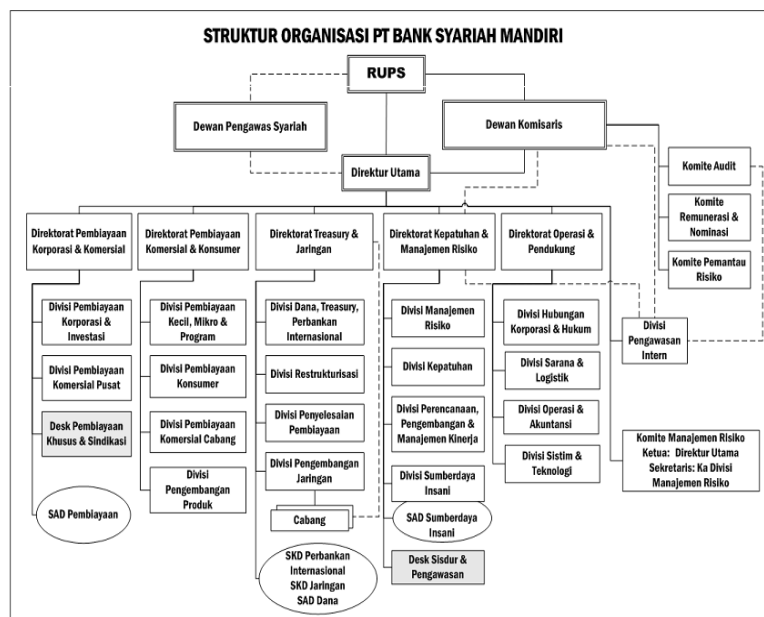 STRUKTUR ORGANISASI PT BANK SYARIAH MANDIRI
RUPS
Dewan Pengawas Syariah
Dewan Komisaris
Direktur Utama
Komite Audit
Komite
Remunerasi &
Nominasi
Komite Pemantau
Risiko
Direktorat Pembiayaan
Korporasi & Komersial
Direktorat Pembiayaan
Komersial & Konsumer
Direktorat Treasury &
Jaringan
Direktorat Kepatuhan
& Manajemen Risiko
Direktorat Operasi &
Pendukung
Divisi Pembiayaan
Korporasi &
Investasi
Divisi Pembiayaan
Komersial Pusat
Desk Pembiayaan
Khusus & Sindikasi
SAD Pembiayaan
Divisi Pembiayaan
Kecil, Mikro &
Program
Divisi Pembiayaan
Konsumer
Divisi Pembiayaan
Komersial Cabang
Divisi
Pengembangan
Produk
Divisi Dana, Treasury,
Perbankan
Internasional
Divisi Restrukturisasi
Divisi Penyelesaian
Pembiayaan
Divisi Pengembangan
Jaringan
Cabang
SKD Perbankan
Internasional
SKD Jaringan
SAD Dana
Divisi Manajemen
Risiko
Divisi Kepatuhan
Divisi Perencanaan,
Pengembangan
& Manajemen Kinerja
Divisi Sumberdaya
Insani
SAD Sumberdaya
Insani
Desk Sisdur &
Pengawasan
Divisi Hubungan
Korporasi & Hukum
Divisi Sarana &
Logistik
Divisi Operasi &
Akuntansi
Divisi Sistim &
Teknologi
Divisi
Pengawasan
Intern
Komite Manajemen Risiko
Ketua: Direktur Utama
Sekretaris: Ka Divisi
Manajemen Risiko